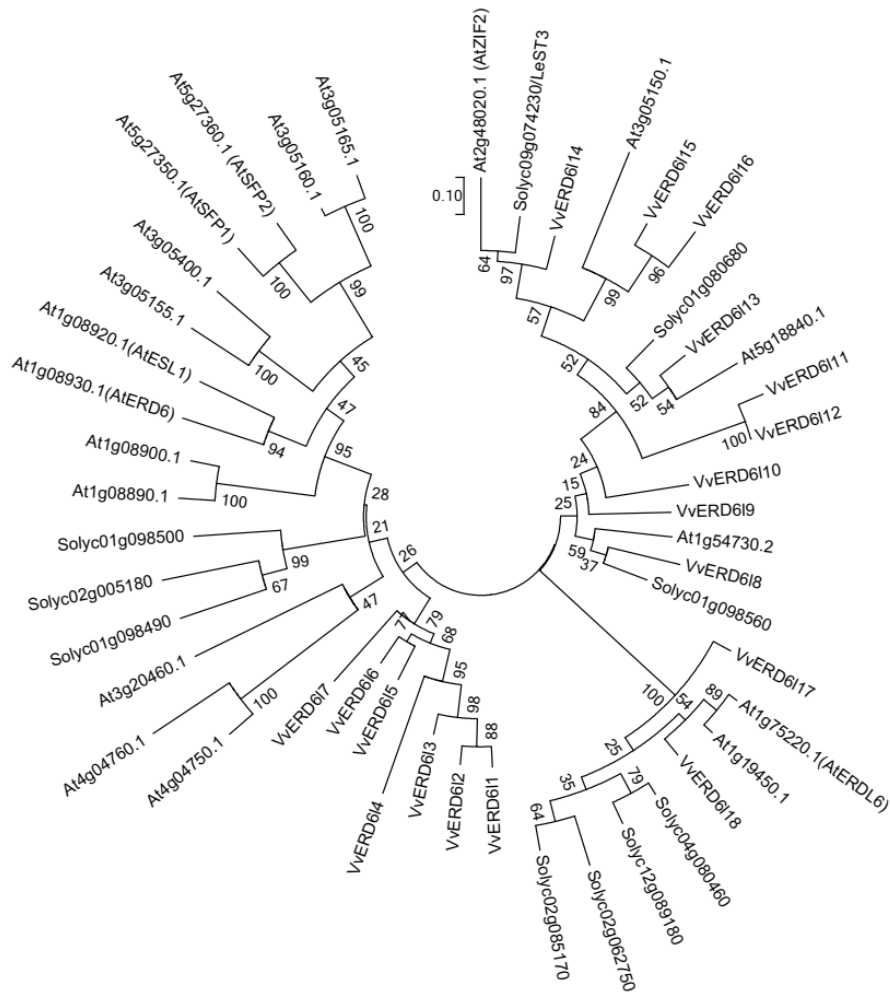 At2g48020.1 (AtZIF2)
Solyc09g074230/LeST3
VvERD6l14
At3g05150.1
VvERD6l15
VvERD6l16
Solyc01g080680
VvERD6l13
At5g18840.1
VvERD6l11
VvERD6l12
VvERD6l10
VvERD6l9
At1g54730.2
VvERD6l8
Solyc01g098560
VvERD6l17
At1g75220.1(AtERDL6)
At1g19450.1
VvERD6l18
Solyc04g080460
Solyc12g089180
Solyc02g062750
Solyc02g085170
VvERD6l1
VvERD6l2
VvERD6l3
VvERD6l4
VvERD6l5
VvERD6l6
VvERD6l7
At4g04750.1
At4g04760.1
At3g20460.1
Solyc01g098490
Solyc02g005180
Solyc01g098500
At1g08890.1
At1g08900.1
At1g08930.1(AtERD6)
At1g08920.1(AtESL1)
At3g05155.1
At3g05400.1
At5g27350.1(AtSFP1)
At5g27360.1 (AtSFP2)
At3g05160.1
At3g05165.1
0.10
64
97
57
99
96
52
52
54
84
100
24
15
25
59
37
100
54
89
25
35
79
64
88
98
95
68
79
77
26
21
28
47
100
99
67
95
100
94
47
45
100
99
100
100